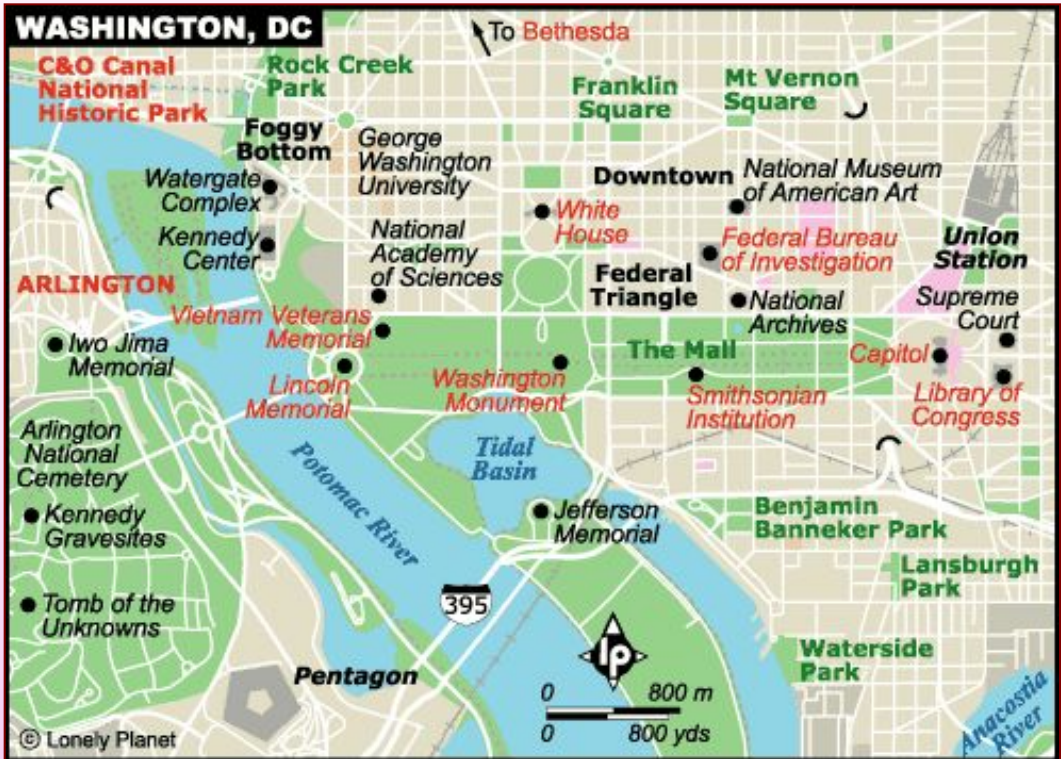 WASHINGTON, DC
To Bethesda
C&O Canal
National
Historic Park
Rock Creek
Park
Franklin
Square
Mt Vernon
Square
Foggy
Bottom
George
Washington
University
Watergate
Complex
Downtown
National Museum
of American Art
White
House
Kennedy
Center
National
Academy
of Sciences
Federal Bureau
of Investigation
Union
Station
ARLINGTON
Federal
Triangle
National
Archives
Supreme
Court
Vietnam Veterans
Memorial
Iwo Jima
Memorial
The Mall
Capitol
Lincoln
Memorial
Washington
Monument
Smithsonian
Institution
Library of
Congress
Arlington
National
Cemetery
Tidal
Basin
Potomac River
Kennedy
Gravesites
Jefferson
Memorial
Benjamin
Banneker Park
Lansburgh
Park
395
Tomb of the
Unknowns
lp
Waterside
Park
Pentagon
0 800 m
0 800 yds
Anacostia
River
© Lonely Planet